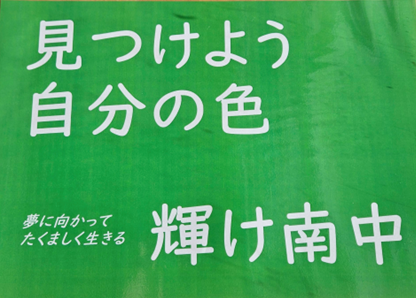 見つけよう
自分の色
夢に向かって
たくましく生きる
輝け南中